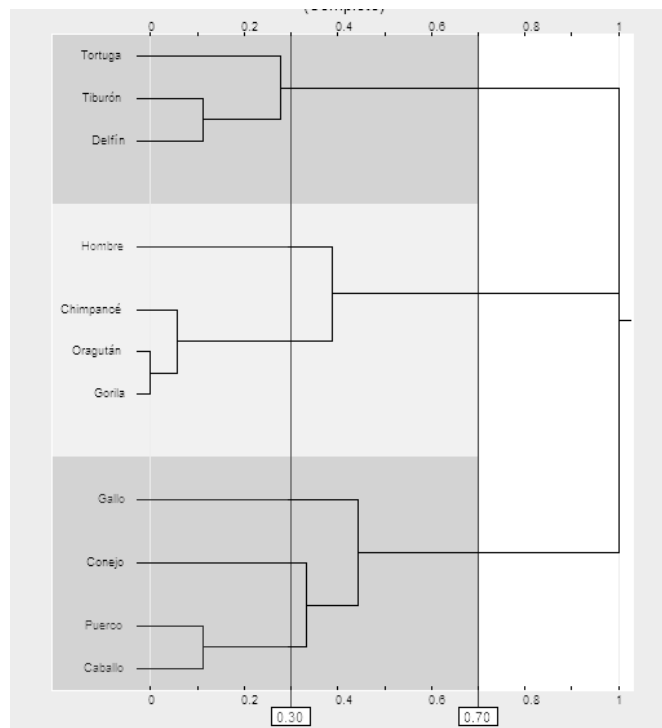 (Completo)
0 0.2 0.4 0.6 0.8 1
Tortuga
Tiburón
Delfín
Hombre
Chimpancé
Oragután
Gorila
Gallo
Conejo
Puerco
Caballo
0 0.2 0.4 0.6 0.8 1
0.30 0.70